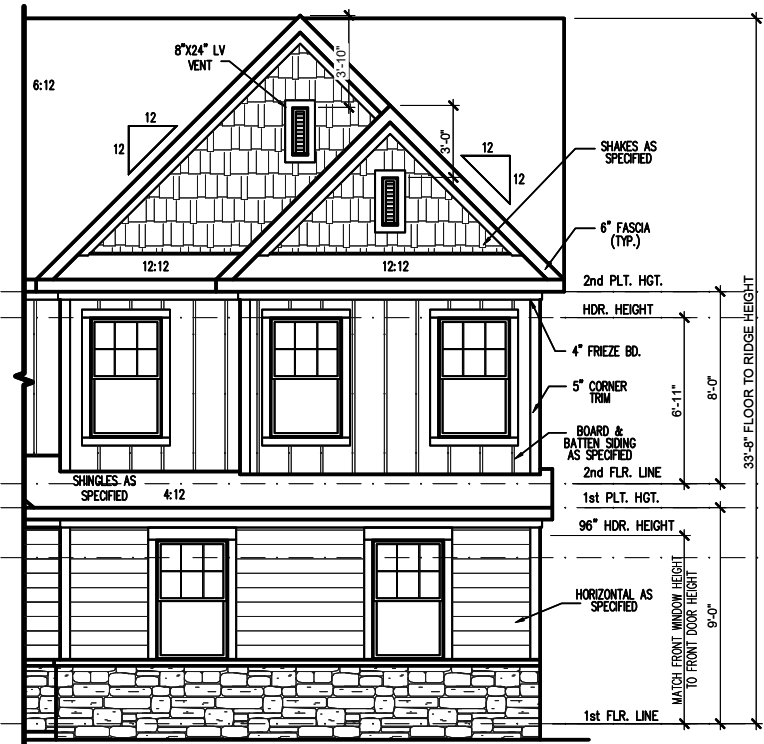 8"X24" LV
VENT
3'-10"
6:12
12
12
3'-0"
12
12
SHAKES AS
SPECIFIED
6" FASCIA
(TYP.)
12:12
12:12
2nd PLT. HGT.
HDR. HEIGHT
4" FRIEZE BD.
5" CORNER
TRIM
6'-11"
8'-0"
33'-8" FLOOR TO RIDGE HEIGHT
BOARD &
BATTEN SIDING
AS SPECIFIED
2nd FLR. LINE
SHINGLES AS
SPECIFIED
4:12
1st PLT. HGT.
96" HDR. HEIGHT
HORIZONTAL AS
SPECIFIED
MATCH FRONT WINDOW HEIGHT
TO FRONT DOOR HEIGHT
9'-0"
1st FLR. LINE